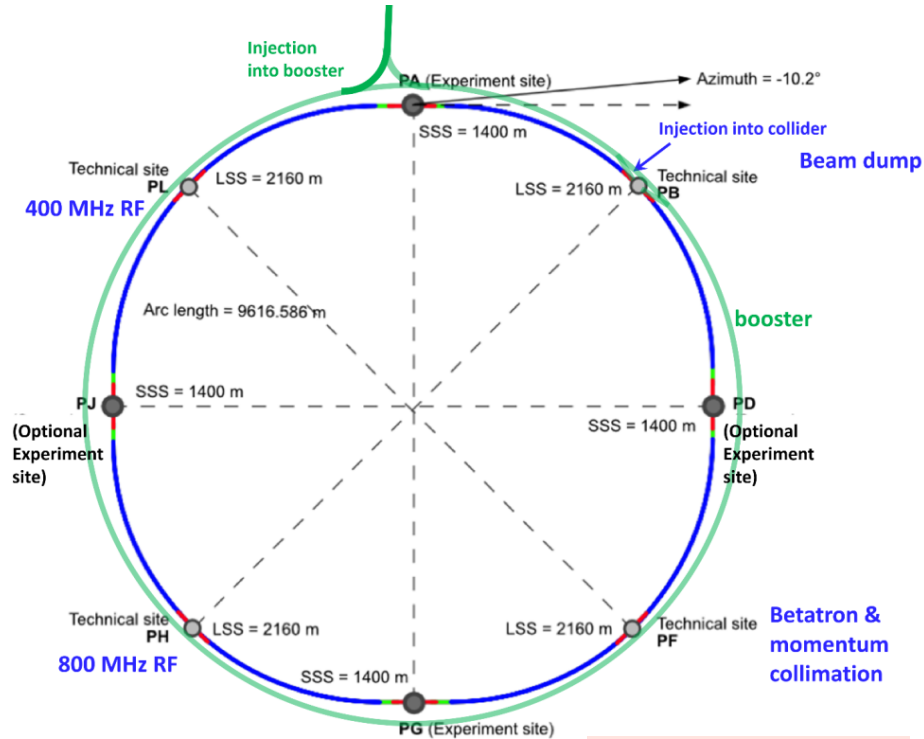 Injection
into booster
PA (Experiment site)
Azimuth = -10.2°
SSS = 1400 m
Injection into collider
Beam dump
Technical site
PL
LSS = 2160 m
400 MHz RF
LSS = 2160 m
Technical site
PB
Arc length = 9616.586 m
booster
PJ
SSS = 1400 m
(Optional
Experiment
site)
PD
SSS = 1400 m
(Optional
Experiment
site)
Technical site
PH
LSS = 2160 m
800 MHz RF
LSS = 2160 m
Technical site
PF
Betatron &
momentum
collimation
SSS = 1400 m
PG (Experiment site)